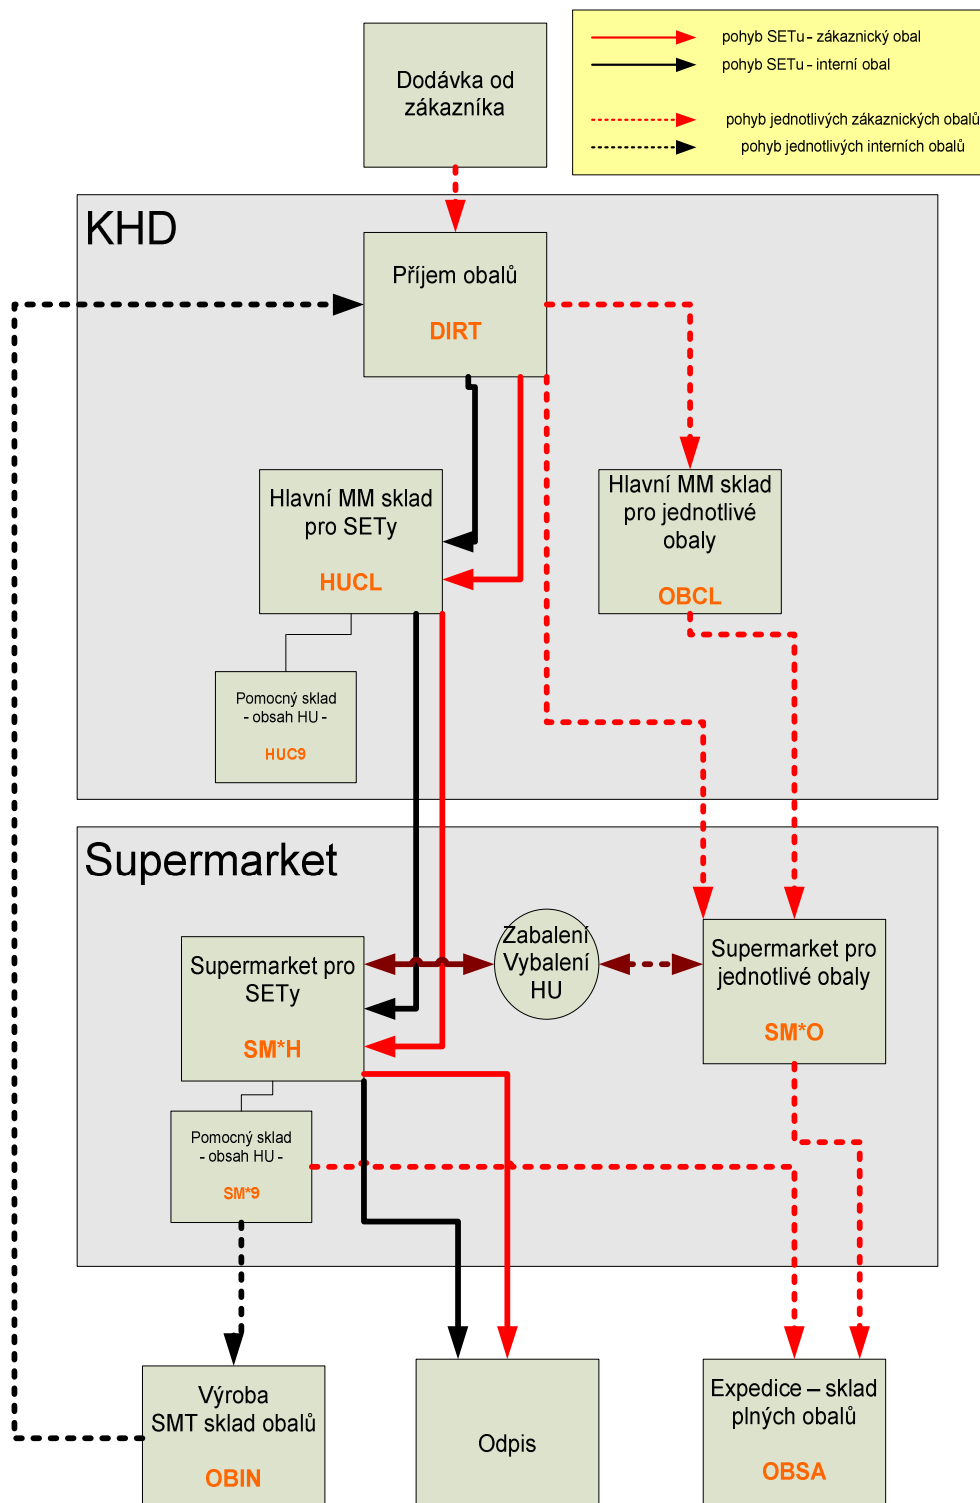 pohyb SETu - zákaznický obal
pohyb SETu - interní obal
pohyb jednotlivých zákaznických obalů
pohyb jednotlivých interních obalů
Dodávka od
zákazníka
KHD
Příjem obalů
DIRT
Hlavní MM sklad
pro SETy
HUCL
Hlavní MM sklad
pro jednotlivé
obaly
OBCL
Pomocný sklad
- obsah HU -
HUC9
Supermarket
Supermarket pro
SETy
SM*H
Zabalení
Vybalení
HU
Supermarket pro
jednotlivé obaly
SM*O
Pomocný sklad
- obsah HU -
SM*9
Výroba
SMT sklad obalů
OBIN
Odpis
Expedice – sklad
plných obalů
OBSA